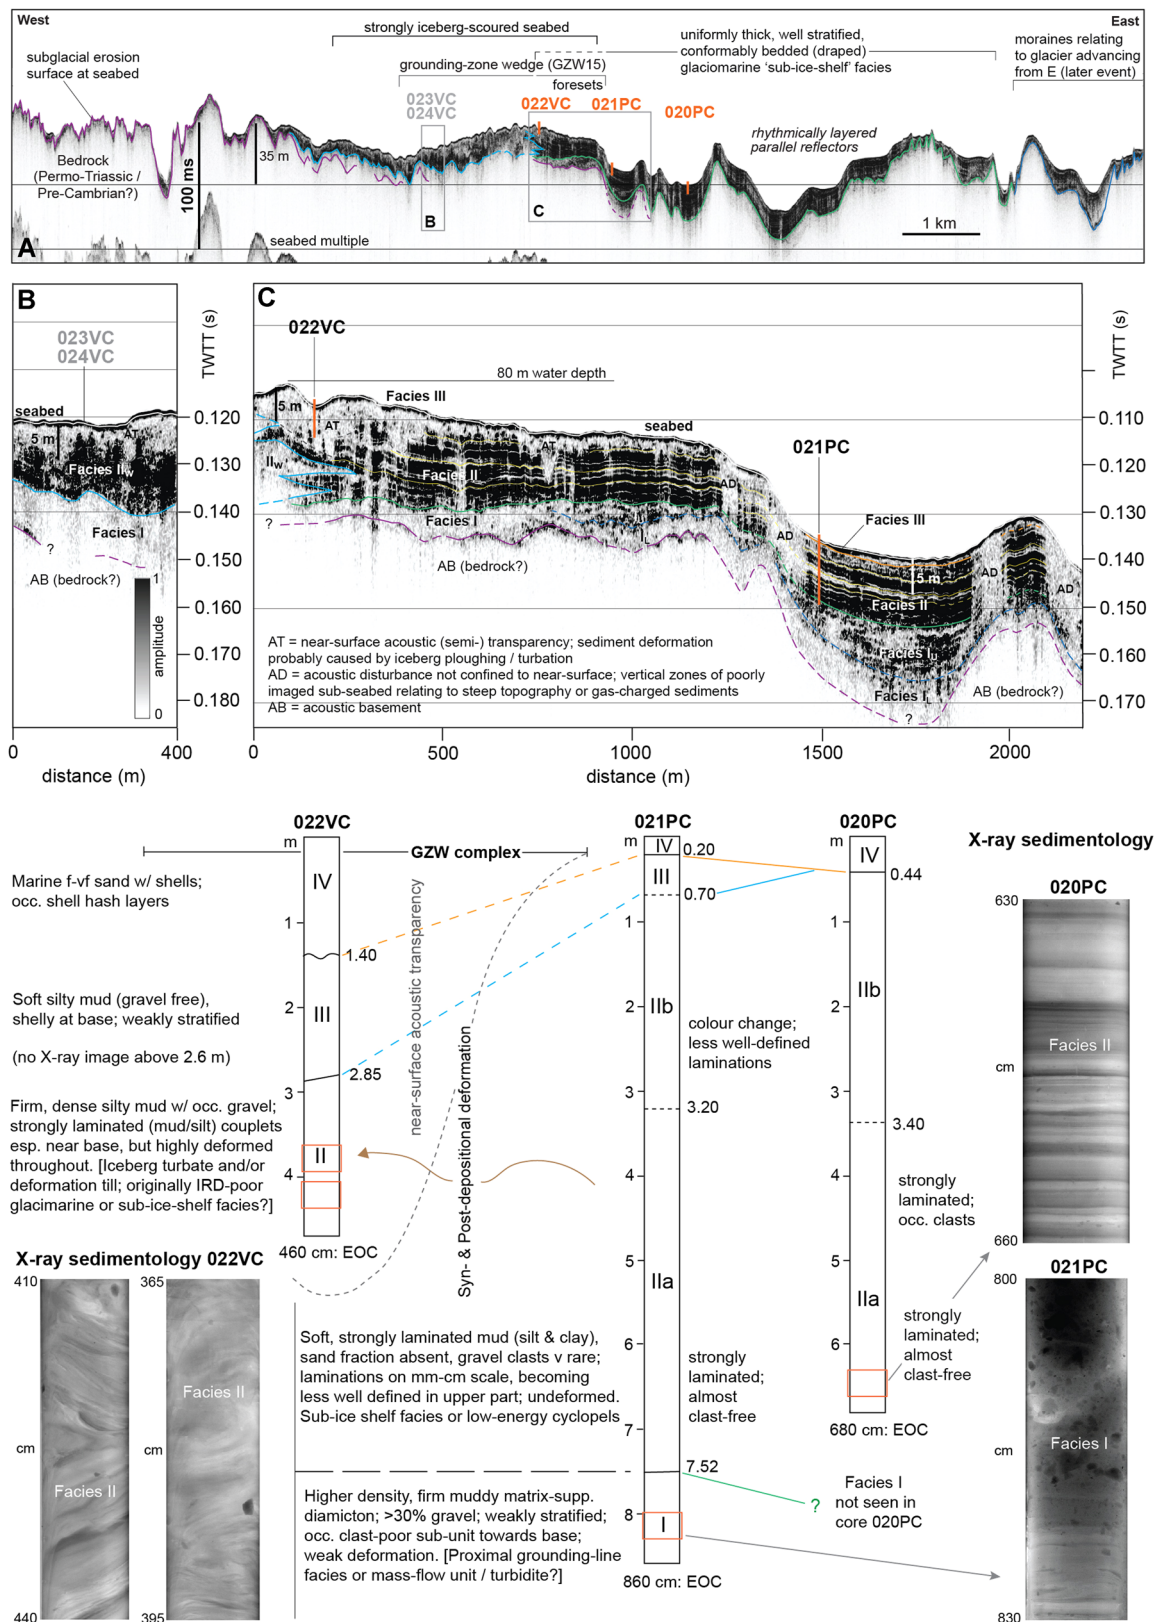 West
East
strongly iceberg-scoured seabed
subglacial erosion
surface at seabed
grounding-zone wedge (GZW15)
foresets
uniformly thick, well stratified,
conformably bedded (draped)
glaciomarine 'sub-ice-shelf' facies
moraines relating
to glacier advancing
from E (later event)
023VC
024VC
022VC
021PC
020PC
rhythmically layered
parallel reflectors
Bedrock
(Permo-Triassic /
Pre-Cambrian?)
100 ms
35 m
B
C
1 km
seabed multiple
A
B
023VC
024VC
TWTT (s)
seabed
5 m
AT
Facies IIW
Facies I
?
AB (bedrock?)
0.120
0.130
0.140
0.150
0.160
0.170
0.180
1
amplitude
0
0
400
distance (m)
C
022VC
80 m water depth
5 m
Facies III
AT
seabed
AT
IIW
Facies II
AD
021PC
?
Facies I
IL
AB (bedrock?)
AD
Facies III
5 m
AD
AD
Facies II
Facies IU
Facies IL
?
AB (bedrock?)
TWTT (s)
0.110
0.120
0.130
0.140
0.150
0.160
0.170
AT = near-surface acoustic (semi-) transparency; sediment deformation
probably caused by iceberg ploughing / turbation
AD = acoustic disturbance not confined to near-surface; vertical zones of poorly
imaged sub-seabed relating to steep topography or gas-charged sediments
AB = acoustic basement
0
500
1000
1500
2000
distance (m)
022VC
m
GZW complex
IV
1
1.40
2
III
2.85
3
II
4
460 cm: EOC
Marine f-vf sand w/ shells;
occ. shell hash layers
Soft silty mud (gravel free),
shelly at base; weakly stratified
(no X-ray image above 2.6 m)
Firm, dense silty mud w/ occ. gravel;
strongly laminated (mud/silt) couplets
esp. near base, but highly deformed
throughout. [Iceberg turbate and/or
deformation till; originally IRD-poor
glacimarine or sub-ice-shelf facies?]
near-surface acoustic transparency
Syn- & Post-depositional deformation
021PC
m
IV
0.20
III
0.70
1
IIb
2
colour change;
less well-defined
laminations
3
3.20
4
5
IIa
6
strongly
laminated;
almost
clast-free
7
7.52
8
I
860 cm: EOC
020PC
m
IV
0.44
1
IIb
2
3
3.40
4
strongly
laminated;
occ. clasts
5
IIa
6
strongly
laminated;
almost
clast-free
680 cm: EOC
?
Facies I
not seen in
core 020PC
X-ray sedimentology
020PC
630
Facies II
cm
660
021PC
800
Facies I
cm
830
X-ray sedimentology 022VC
410
365
Facies II
cm
cm
Facies II
440
395
Soft, strongly laminated mud (silt & clay),
sand fraction absent, gravel clasts v rare;
laminations on mm-cm scale, becoming
less well defined in upper part; undeformed.
Sub-ice shelf facies or low-energy cyclopels
Higher density, firm muddy matrix-supp.
diamicton; >30% gravel; weakly stratified;
occ. clast-poor sub-unit towards base;
weak deformation. [Proximal grounding-line
facies or mass-flow unit / turbidite?]